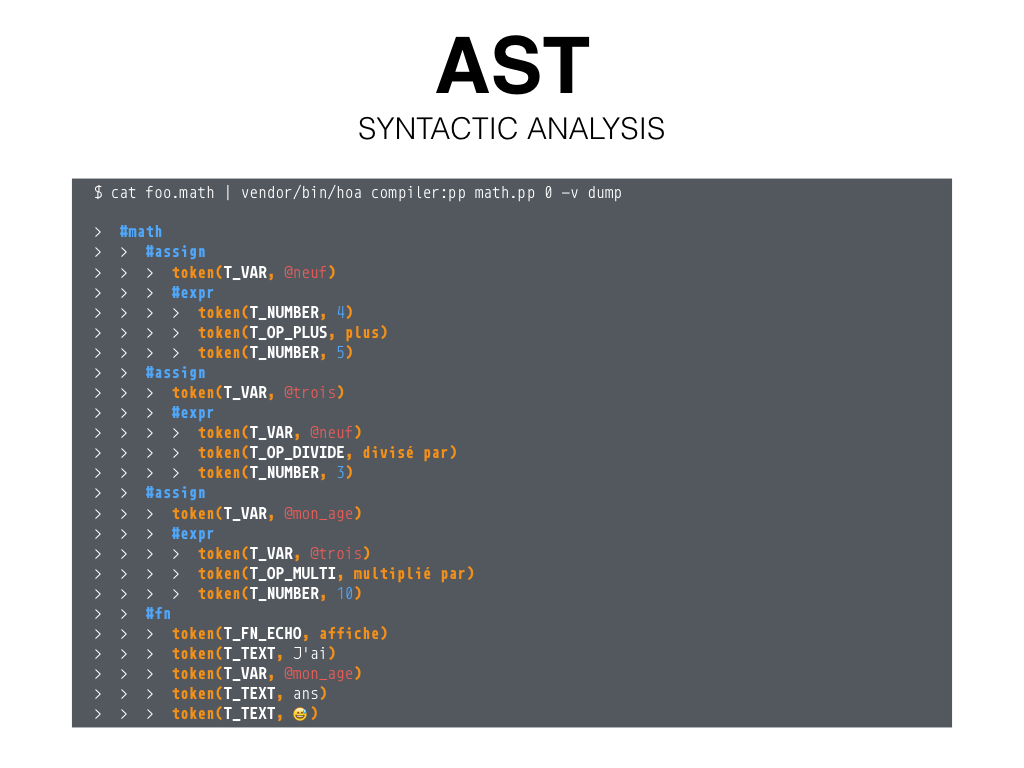 AST
SYNTACTIC ANALYSIS
$ cat foo.math | vendor/bin/hoa compiler:pp math.pp 0 -v dump
> #math
> > #assign
> > > token(T_VAR, @neuf)
> > > #expr
> > > > token(T_NUMBER, 4)
> > > > token(T_OP_PLUS, plus)
> > > > token(T_NUMBER, 5)
> > #assign
> > > token(T_VAR, @trois)
> > > #expr
> > > > token(T_VAR, @neuf)
> > > > token(T_OP_DIVIDE, divisé par)
> > > > token(T_NUMBER, 3)
> > #assign
> > > token(T_VAR, @mon_age)
> > > #expr
> > > > token(T_VAR, @trois)
> > > > token(T_OP_MULTI, multiplié par)
> > > > token(T_NUMBER, 10)
> > #fn
> > > token(T_FN_ECHO, affiche)
> > > token(T_TEXT, J'ai)
> > > token(T_VAR, @mon_age)
> > > token(T_TEXT, ans)
> > > token(T_TEXT, 😅)